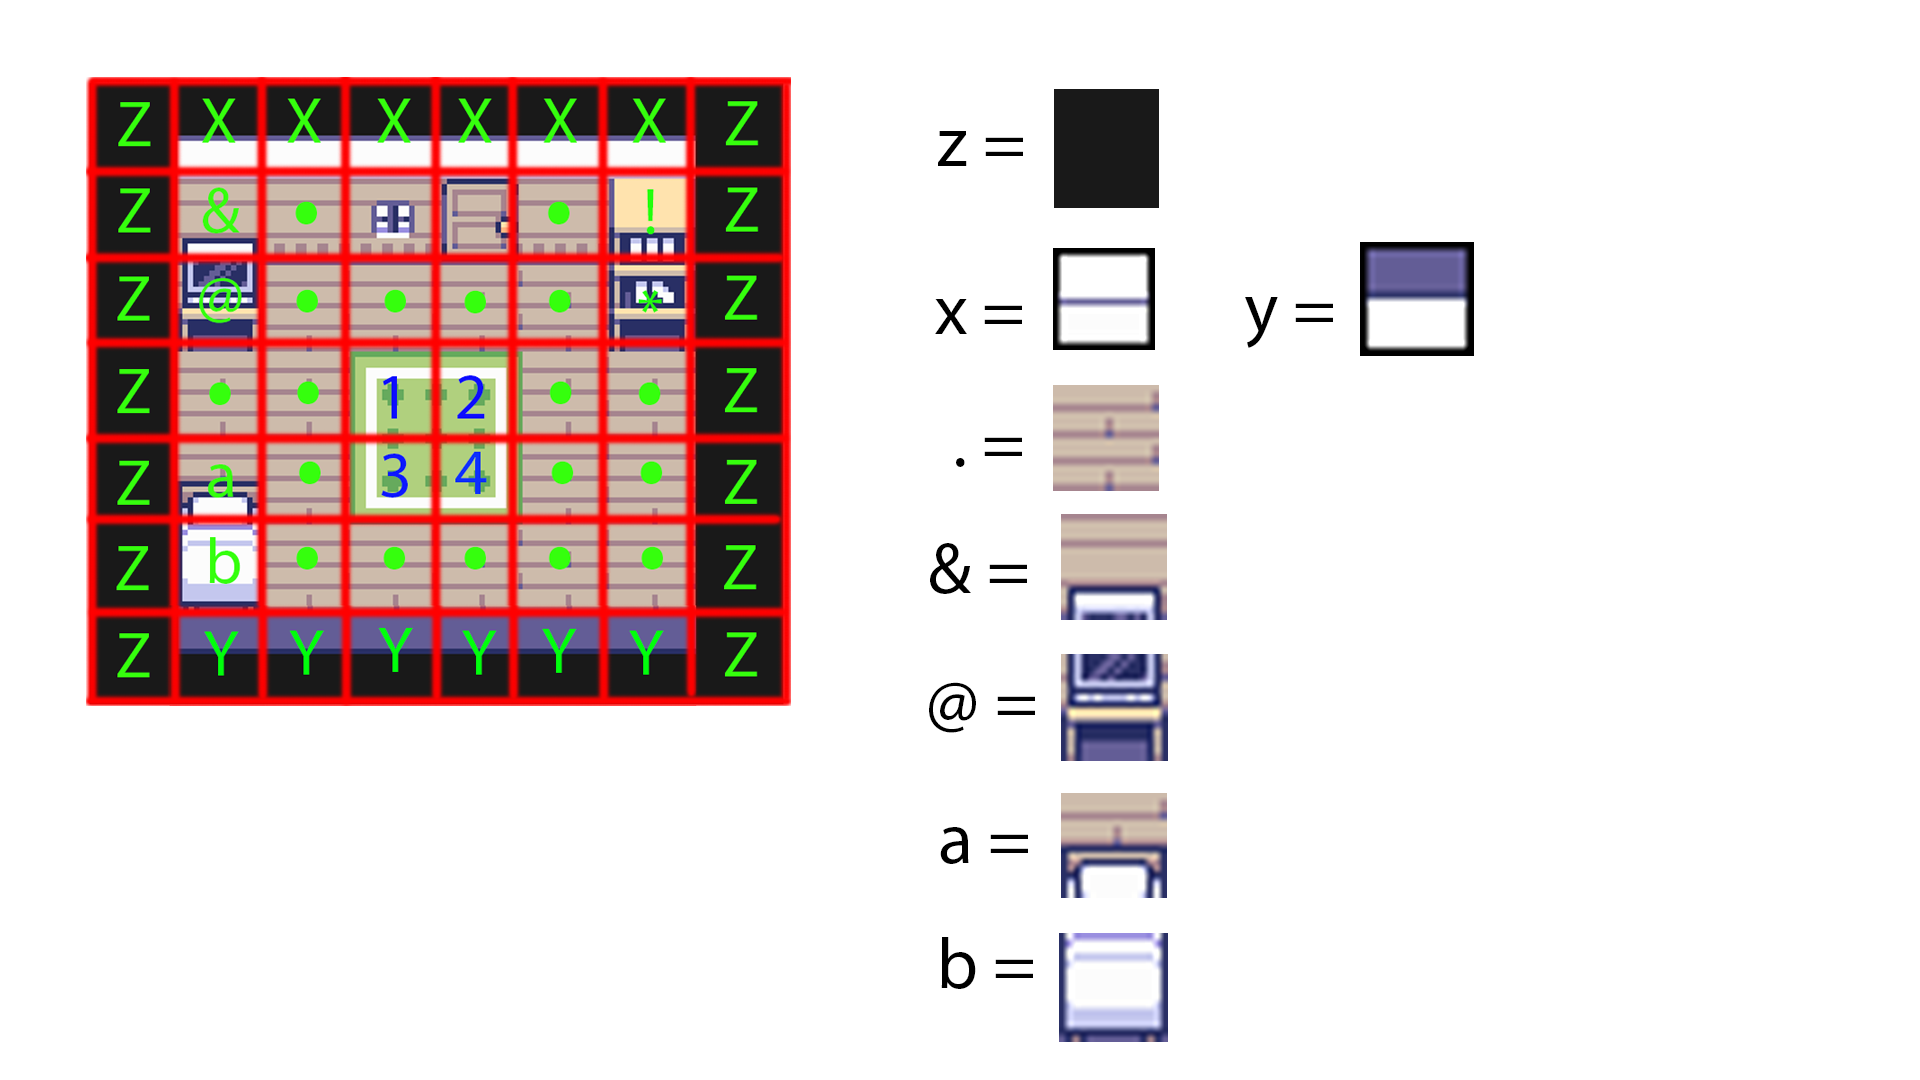 Z X X X X X X Z
Z & • • ! Z
Z @ • • • • * Z
Z • • 1 2 • • Z
Z a • 3 4 • • Z
Z b • • • • • Z
Z Y Y Y Y Y Y Z
z =
x =
y =
. =
& =
@ =
a =
b =